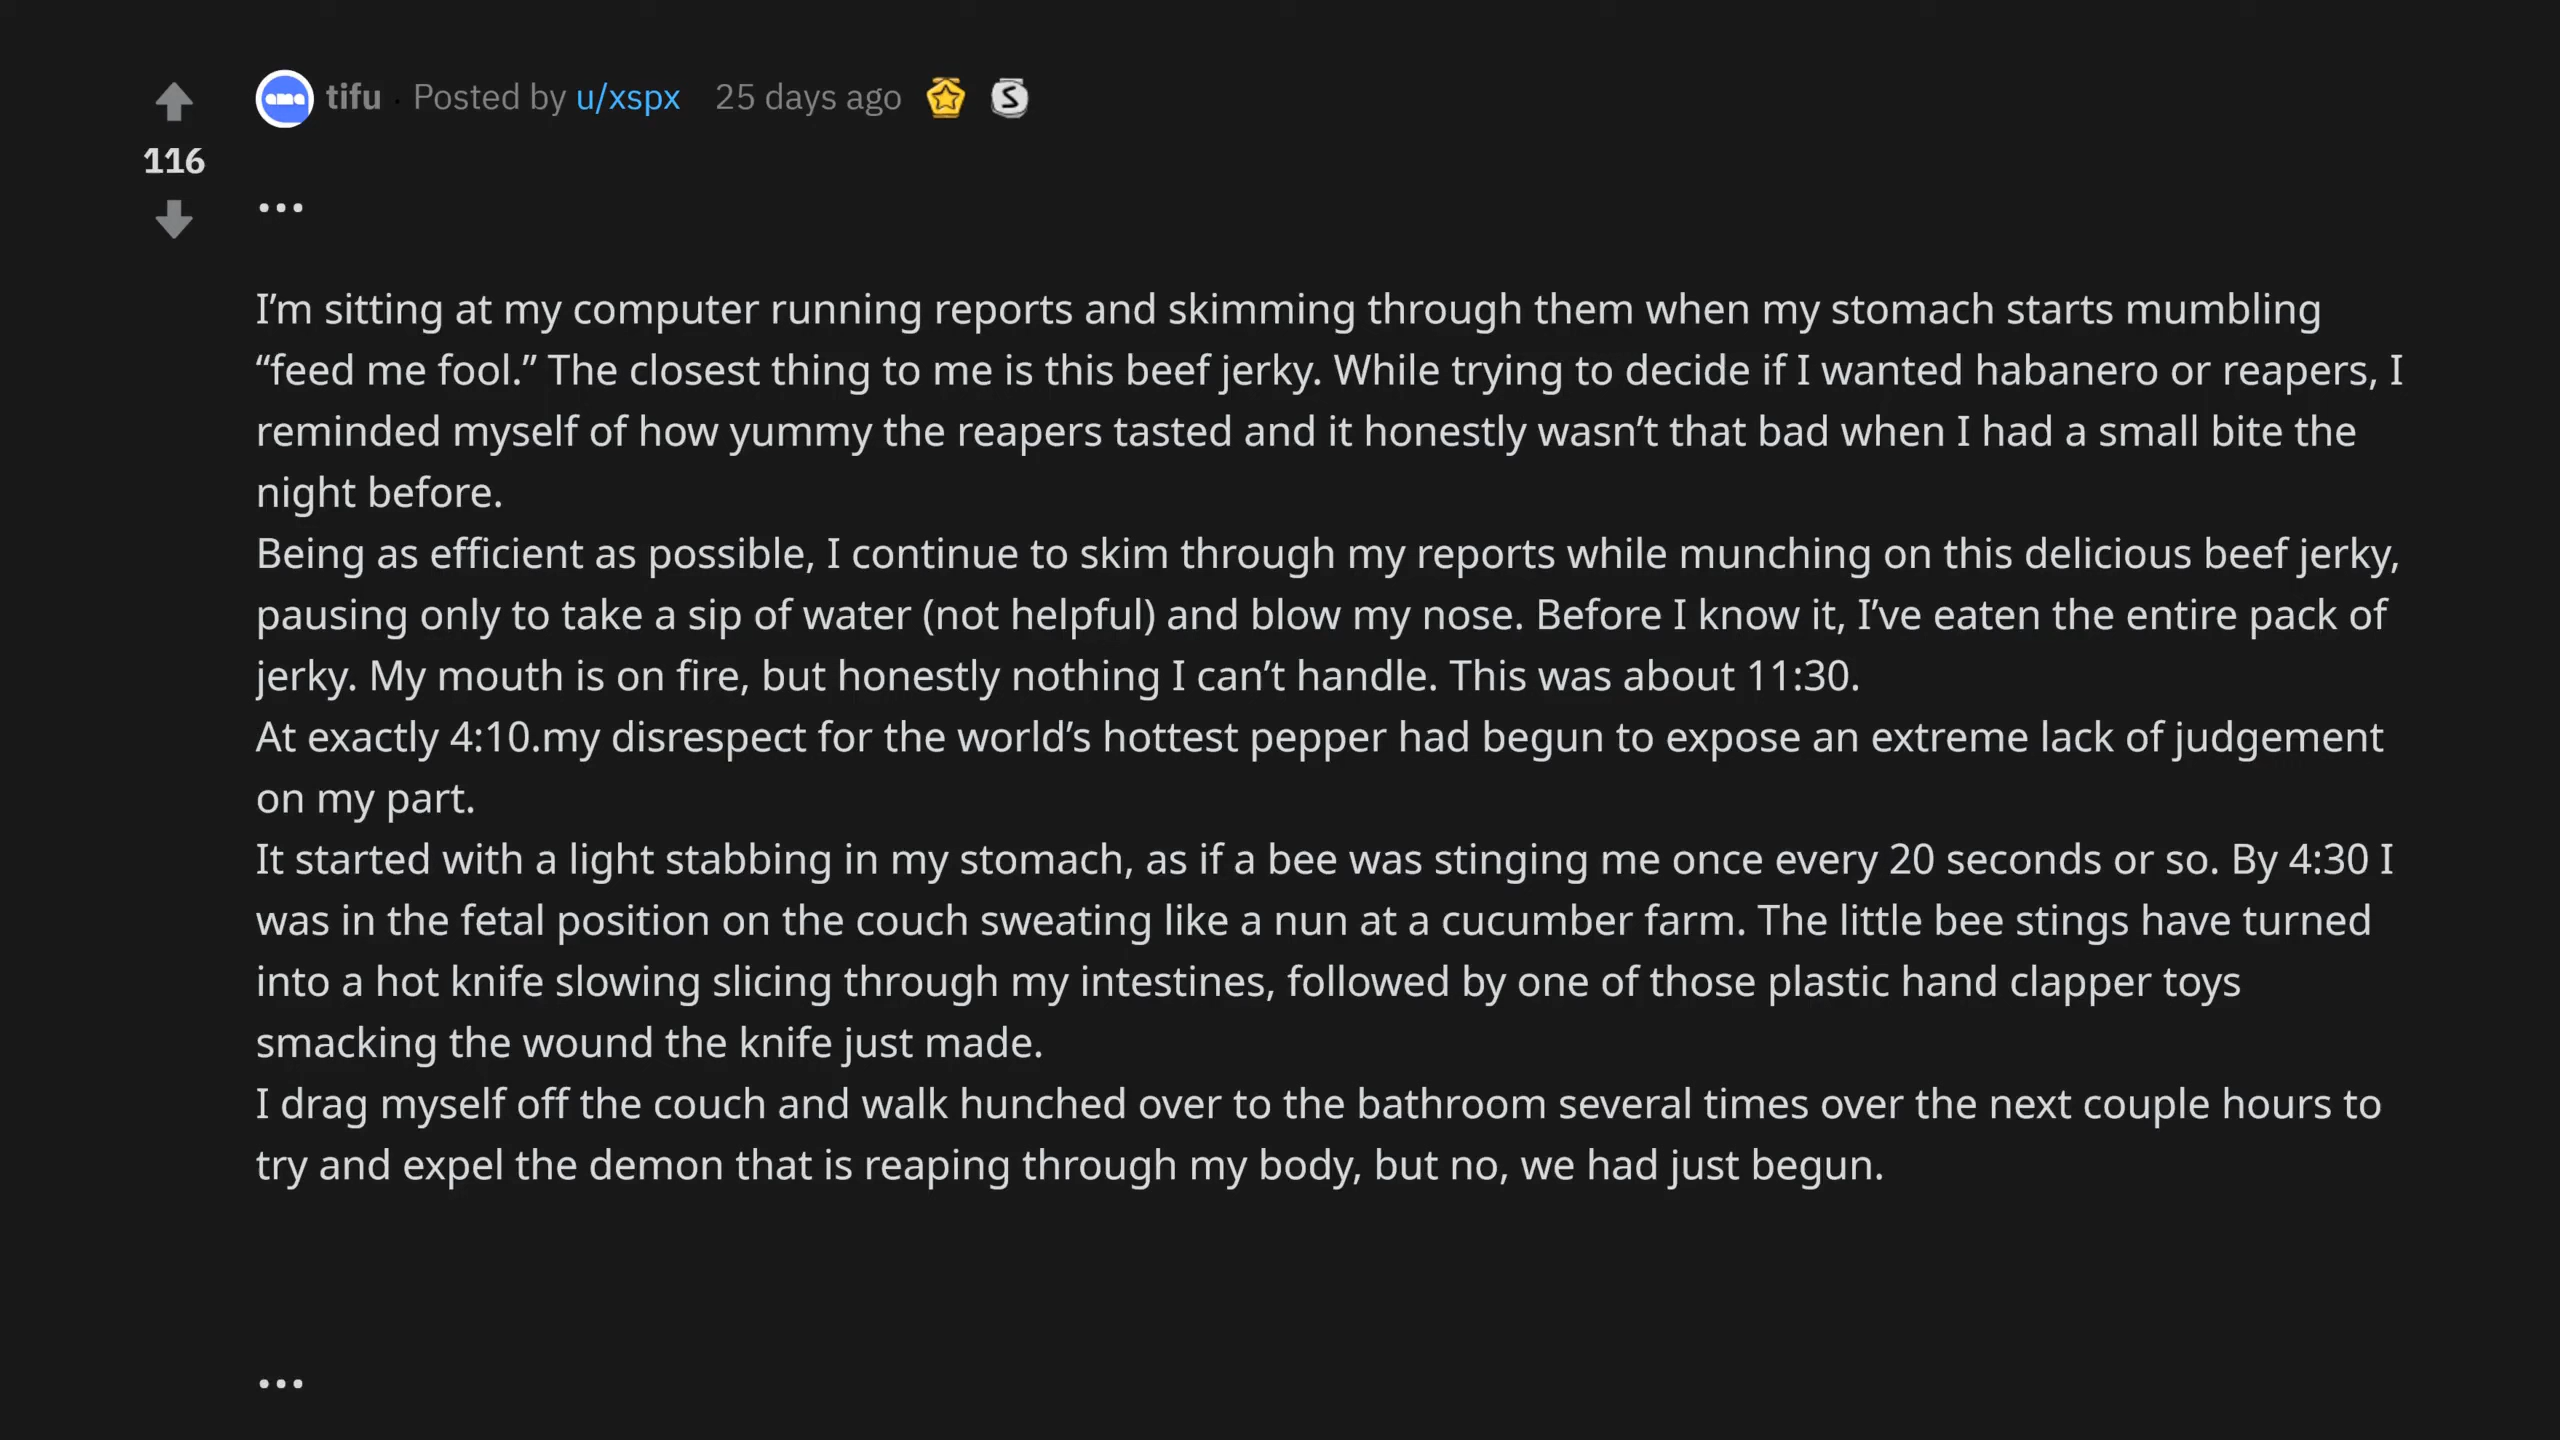 ama tifu · Posted by u/xspx 25 days ago S
116
...
I’m sitting at my computer running reports and skimming through them when my stomach starts mumbling
“feed me fool.” The closest thing to me is this beef jerky. While trying to decide if I wanted habanero or reapers, I
reminded myself of how yummy the reapers tasted and it honestly wasn’t that bad when I had a small bite the
night before.
Being as efficient as possible, I continue to skim through my reports while munching on this delicious beef jerky,
pausing only to take a sip of water (not helpful) and blow my nose. Before I know it, I’ve eaten the entire pack of
jerky. My mouth is on fire, but honestly nothing I can’t handle. This was about 11:30.
At exactly 4:10.my disrespect for the world’s hottest pepper had begun to expose an extreme lack of judgement
on my part.
It started with a light stabbing in my stomach, as if a bee was stinging me once every 20 seconds or so. By 4:30 I
was in the fetal position on the couch sweating like a nun at a cucumber farm. The little bee stings have turned
into a hot knife slowing slicing through my intestines, followed by one of those plastic hand clapper toys
smacking the wound the knife just made.
I drag myself off the couch and walk hunched over to the bathroom several times over the next couple hours to
try and expel the demon that is reaping through my body, but no, we had just begun.
...